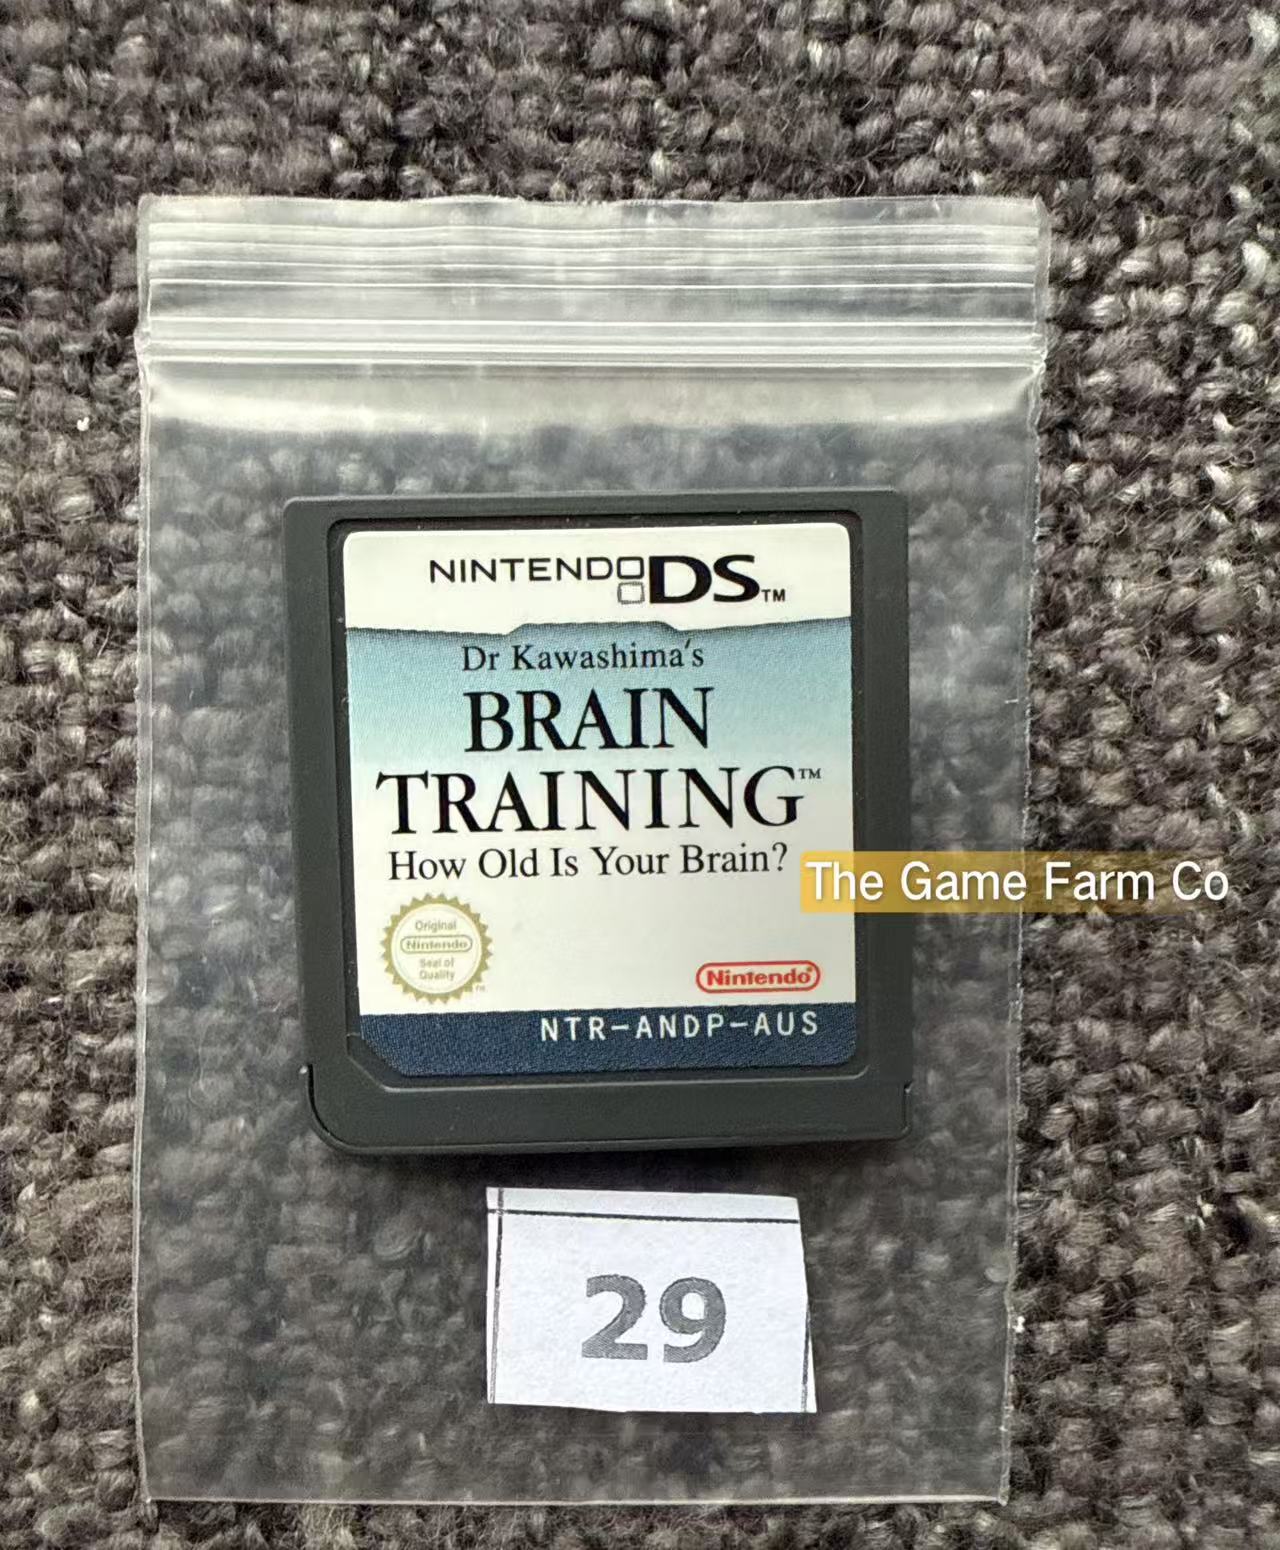 NINTENDO DS™
Dr Kawashima's
BRAIN
TRAINING™
How Old Is Your Brain?
The Game Farm Co
Original
Nintendo
Seal of
Quality
TM
Nintendo®
NTR-ANDP-AUS
29